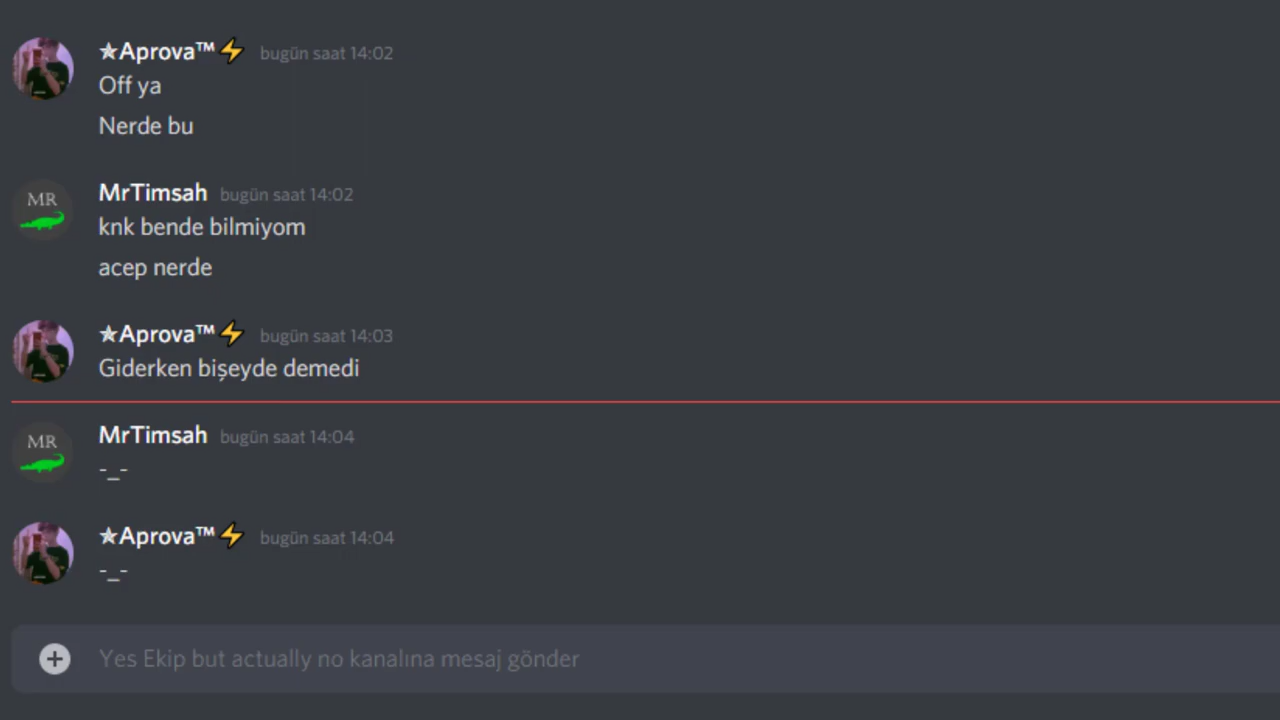 ★Aprova™⚡ bugün saat 14:02
Off ya
Nerde bu
MR
MrTimsah bugün saat 14:02
knk bende bilmiyom
acep nerde
★Aprova™⚡ bugün saat 14:03
Giderken bişeyde demedi
MR
MrTimsah bugün saat 14:04
-_-
★Aprova™⚡ bugün saat 14:04
-_-
Yes Ekip but actually no kanalına mesaj gönder